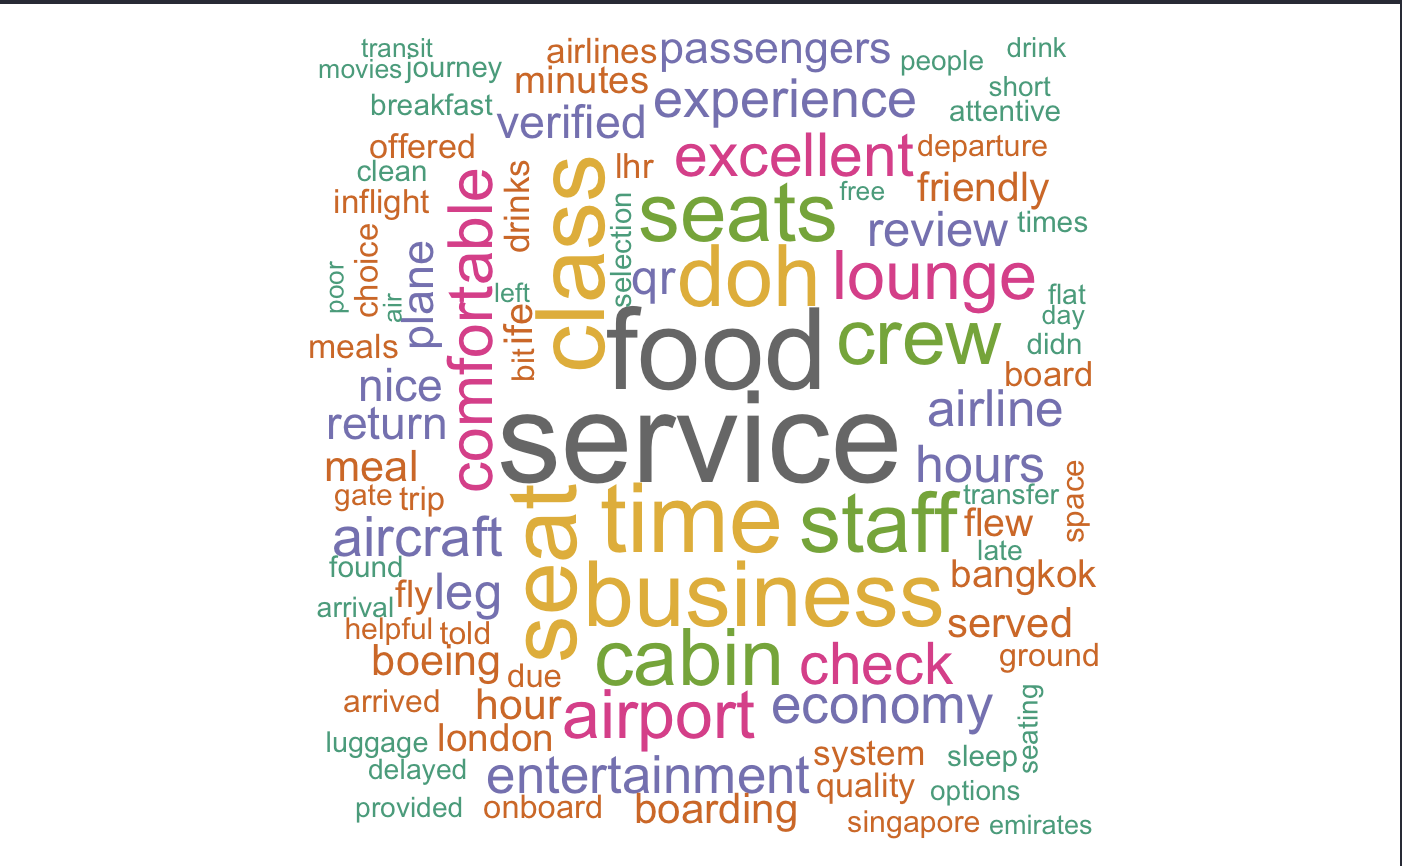 transit
airlines passengers
people
drink
movies journey
minutes
short
breakfast
experience
attentive
verified
offered
excellent
departure
clean
lhr
inflight
comfortable
drinks
class
selection
seats
free
friendly
choice
plane
review
times
poor
air
left
qr doh lounge
flat
day
meals
bit
life
food
crew
didn
nice
board
return
service
airline
meal
hours
gate trip
seat
time
staff
transfer
space
aircraft
flew
late
found
fly leg
business
bangkok
arrival
helpful told
served
boeing
due
cabin
check
ground
arrived
hour
airport
economy
seating
luggage london
system
sleep
delayed
entertainment
quality
options
provided
onboard
boarding
singapore
emirates